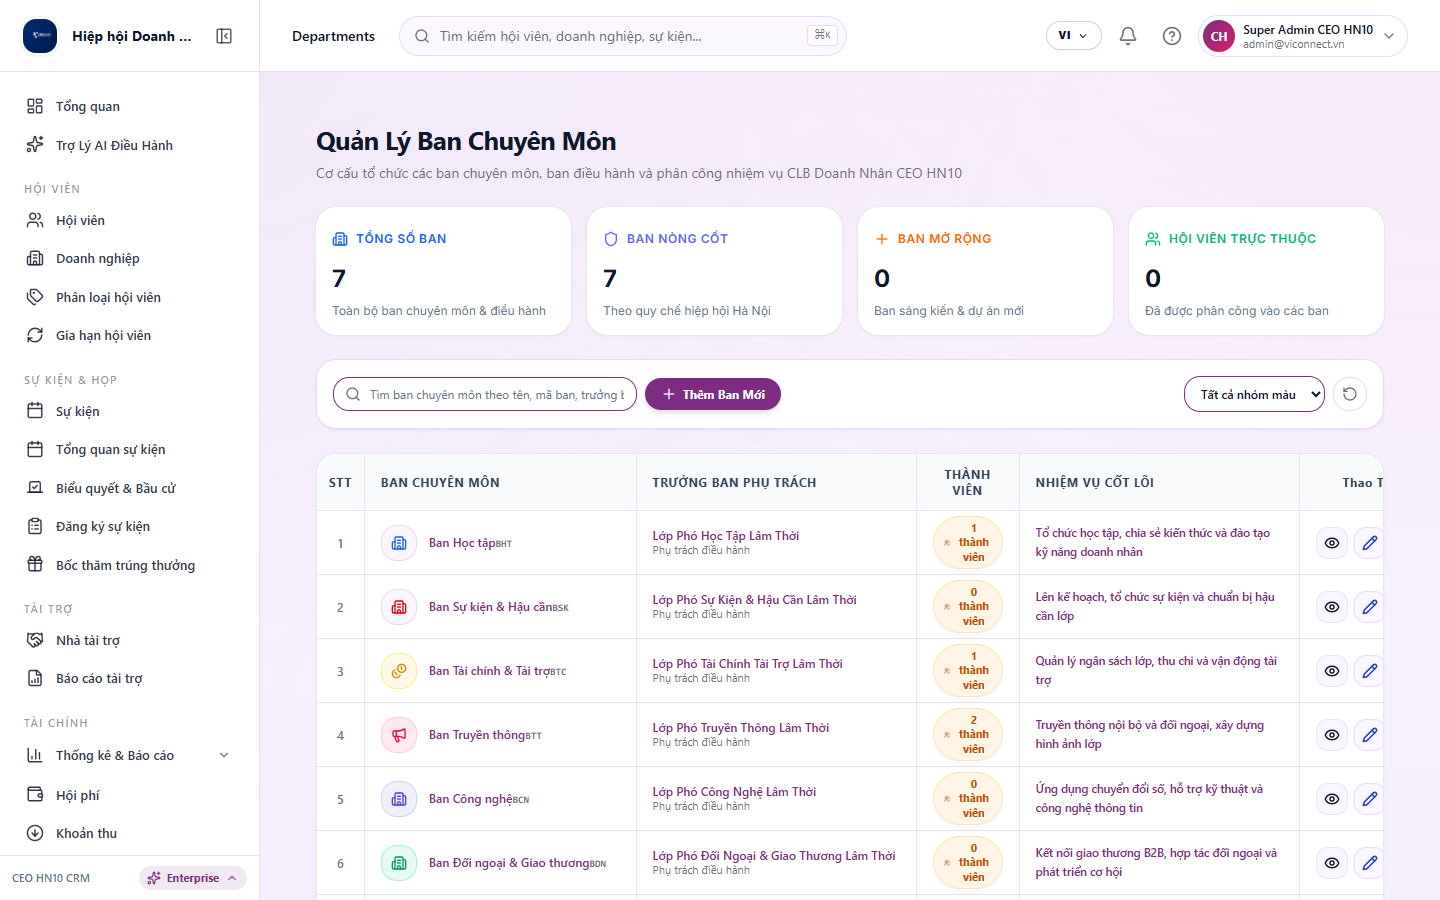 Hiệp hội Doanh ...
Departments
Tìm kiếm hội viên, doanh nghiệp, sự kiện...
⌘K
VI
CH
Super Admin CEO HN10
admin@viconnect.vn
Tổng quan
Trợ Lý AI Điều Hành
HỘI VIÊN
Hội viên
Doanh nghiệp
Phân loại hội viên
Gia hạn hội viên
SỰ KIỆN & HỌP
Sự kiện
Tổng quan sự kiện
Biểu quyết & Bầu cử
Đăng ký sự kiện
Bốc thăm trúng thưởng
TÀI TRỢ
Nhà tài trợ
Báo cáo tài trợ
TÀI CHÍNH
Thống kê & Báo cáo
Hội phí
Khoản thu
CEO HN10 CRM
Enterprise
Quản Lý Ban Chuyên Môn
Cơ cấu tổ chức các ban chuyên môn, ban điều hành và phân công nhiệm vụ CLB Doanh Nhân CEO HN10
TỔNG SỐ BAN
7
Toàn bộ ban chuyên môn & điều hành
BAN NÒNG CỐT
7
Theo quy chế hiệp hội Hà Nội
BAN MỞ RỘNG
0
Ban sáng kiến & dự án mới
HỘI VIÊN TRỰC THUỘC
0
Đã được phân công vào các ban
Tìm ban chuyên môn theo tên, mã ban, trưởng b
Thêm Ban Mới
Tất cả nhóm màu
STT
BAN CHUYÊN MÔN
TRƯỞNG BAN PHỤ TRÁCH
THÀNH
VIÊN
NHIỆM VỤ CỐT LÕI
Thao T
1
Ban Học tậpBHT
Lớp Phó Học Tập Lâm Thời
Phụ trách điều hành
1
thành
viên
Tổ chức học tập, chia sẻ kiến thức và đào tạo
kỹ năng doanh nhân
2
Ban Sự kiện & Hậu cầnBSK
Lớp Phó Sự Kiện & Hậu Cần Lâm Thời
Phụ trách điều hành
0
thành
viên
Lên kế hoạch, tổ chức sự kiện và chuẩn bị hậu
cần lớp
3
Ban Tài chính & Tài trợBTC
Lớp Phó Tài Chính Tài Trợ Lâm Thời
Phụ trách điều hành
1
thành
viên
Quản lý ngân sách lớp, thu chi và vận động tài
trợ
4
Ban Truyền thôngBTT
Lớp Phó Truyền Thông Lâm Thời
Phụ trách điều hành
2
thành
viên
Truyền thông nội bộ và đối ngoại, xây dựng
hình ảnh lớp
5
Ban Công nghệBCN
Lớp Phó Công Nghệ Lâm Thời
Phụ trách điều hành
0
thành
viên
Ứng dụng chuyển đổi số, hỗ trợ kỹ thuật và
công nghệ thông tin
6
Ban Đối ngoại & Giao thươngBDN
Lớp Phó Đối Ngoại & Giao Thương Lâm Thời
Phụ trách điều hành
0
thành
viên
Kết nối giao thương B2B, hợp tác đối ngoại và
phát triển cơ hội